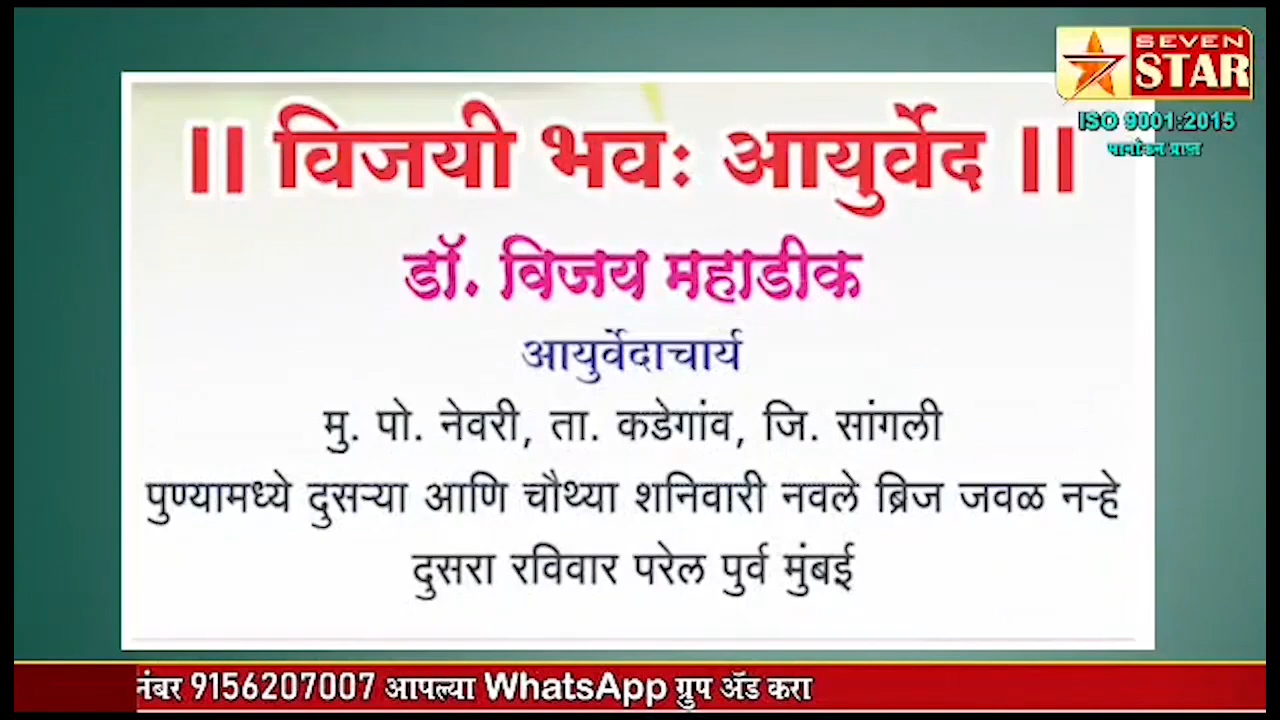 SEVEN
STAR
ISO 9001:2015
मानांकन प्राप्त
|| विजयी भवः आयुर्वेद ||
डॉ. विजय महाडीक
आयुर्वेदाचार्य
मु. पो. नेवरी, ता. कडेगांव, जि. सांगली
पुण्यामध्ये दुसऱ्या आणि चौथ्या शनिवारी नवले ब्रिज जवळ नऱ्हे
दुसरा रविवार परेल पुर्व मुंबई
नंबर 9156207007 आपल्या WhatsApp ग्रुप ॲड करा